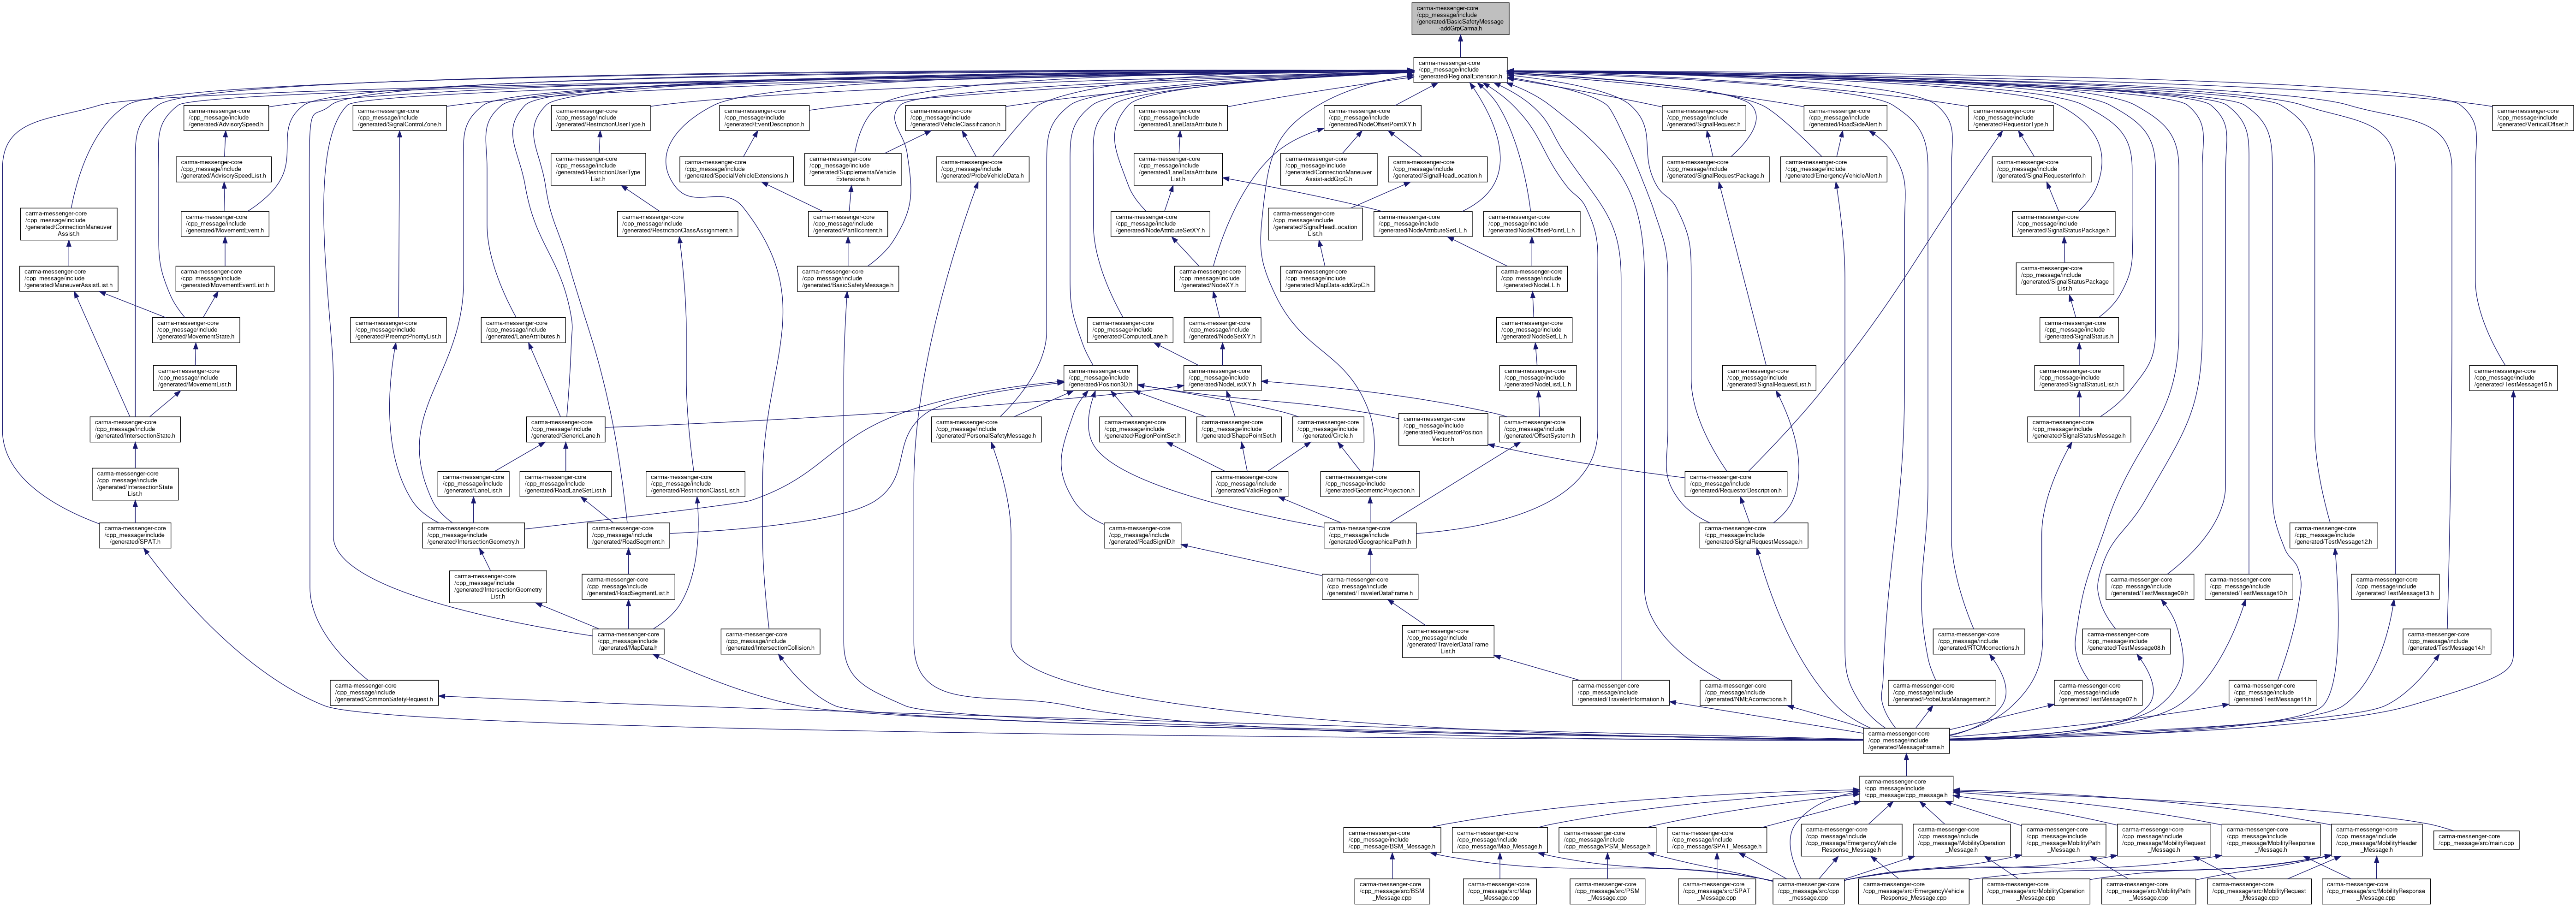 carma-messenger-core
/cpp_message/include
/generated/BasicSafetyMessage
-addGrpCarma.h
carma-messenger-core
/cpp_message/include
/generated/RegionalExtension.h
carma-messenger-core
/cpp_message/include
/generated/AdvisorySpeed.h
carma-messenger-core
/cpp_message/include
/generated/SignalControlZone.h
carma-messenger-core
/cpp_message/include
/generated/RestrictionUserType.h
carma-messenger-core
/cpp_message/include
/generated/EventDescription.h
carma-messenger-core
/cpp_message/include
/generated/VehicleClassification.h
carma-messenger-core
/cpp_message/include
/generated/LaneDataAttribute.h
carma-messenger-core
/cpp_message/include
/generated/NodeOffsetPointXY.h
carma-messenger-core
/cpp_message/include
/generated/SignalRequest.h
carma-messenger-core
/cpp_message/include
/generated/RoadSideAlert.h
carma-messenger-core
/cpp_message/include
/generated/RequestorType.h
carma-messenger-core
/cpp_message/include
/generated/VerticalOffset.h
carma-messenger-core
/cpp_message/include
/generated/AdvisorySpeedList.h
carma-messenger-core
/cpp_message/include
/generated/RestrictionUserType
List.h
carma-messenger-core
/cpp_message/include
/generated/SpecialVehicleExtensions.h
carma-messenger-core
/cpp_message/include
/generated/SupplementalVehicle
Extensions.h
carma-messenger-core
/cpp_message/include
/generated/ProbeVehicleData.h
carma-messenger-core
/cpp_message/include
/generated/LaneDataAttribute
List.h
carma-messenger-core
/cpp_message/include
/generated/ConnectionManeuver
Assist-addGrpC.h
carma-messenger-core
/cpp_message/include
/generated/SignalHeadLocation.h
carma-messenger-core
/cpp_message/include
/generated/SignalRequestPackage.h
carma-messenger-core
/cpp_message/include
/generated/EmergencyVehicleAlert.h
carma-messenger-core
/cpp_message/include
/generated/SignalRequesterInfo.h
carma-messenger-core
/cpp_message/include
/generated/ConnectionManeuver
Assist.h
carma-messenger-core
/cpp_message/include
/generated/MovementEvent.h
carma-messenger-core
/cpp_message/include
/generated/RestrictionClassAssignment.h
carma-messenger-core
/cpp_message/include
/generated/PartIIcontent.h
carma-messenger-core
/cpp_message/include
/generated/NodeAttributeSetXY.h
carma-messenger-core
/cpp_message/include
/generated/SignalHeadLocation
List.h
carma-messenger-core
/cpp_message/include
/generated/NodeAttributeSetLL.h
carma-messenger-core
/cpp_message/include
/generated/NodeOffsetPointLL.h
carma-messenger-core
/cpp_message/include
/generated/SignalStatusPackage.h
carma-messenger-core
/cpp_message/include
/generated/ManeuverAssistList.h
carma-messenger-core
/cpp_message/include
/generated/MovementEventList.h
carma-messenger-core
/cpp_message/include
/generated/BasicSafetyMessage.h
carma-messenger-core
/cpp_message/include
/generated/NodeXY.h
carma-messenger-core
/cpp_message/include
/generated/MapData-addGrpC.h
carma-messenger-core
/cpp_message/include
/generated/NodeLL.h
carma-messenger-core
/cpp_message/include
/generated/SignalStatusPackage
List.h
carma-messenger-core
/cpp_message/include
/generated/MovementState.h
carma-messenger-core
/cpp_message/include
/generated/PreemptPriorityList.h
carma-messenger-core
/cpp_message/include
/generated/LaneAttributes.h
carma-messenger-core
/cpp_message/include
/generated/ComputedLane.h
carma-messenger-core
/cpp_message/include
/generated/NodeSetXY.h
carma-messenger-core
/cpp_message/include
/generated/NodeSetLL.h
carma-messenger-core
/cpp_message/include
/generated/SignalStatus.h
carma-messenger-core
/cpp_message/include
/generated/MovementList.h
carma-messenger-core
/cpp_message/include
/generated/Position3D.h
carma-messenger-core
/cpp_message/include
/generated/NodeListXY.h
carma-messenger-core
/cpp_message/include
/generated/NodeListLL.h
carma-messenger-core
/cpp_message/include
/generated/SignalRequestList.h
carma-messenger-core
/cpp_message/include
/generated/SignalStatusList.h
carma-messenger-core
/cpp_message/include
/generated/TestMessage15.h
carma-messenger-core
/cpp_message/include
/generated/IntersectionState.h
carma-messenger-core
/cpp_message/include
/generated/GenericLane.h
carma-messenger-core
/cpp_message/include
/generated/PersonalSafetyMessage.h
carma-messenger-core
/cpp_message/include
/generated/RegionPointSet.h
carma-messenger-core
/cpp_message/include
/generated/ShapePointSet.h
carma-messenger-core
/cpp_message/include
/generated/Circle.h
carma-messenger-core
/cpp_message/include
/generated/RequestorPosition
Vector.h
carma-messenger-core
/cpp_message/include
/generated/OffsetSystem.h
carma-messenger-core
/cpp_message/include
/generated/SignalStatusMessage.h
carma-messenger-core
/cpp_message/include
/generated/IntersectionState
List.h
carma-messenger-core
/cpp_message/include
/generated/LaneList.h
carma-messenger-core
/cpp_message/include
/generated/RoadLaneSetList.h
carma-messenger-core
/cpp_message/include
/generated/RestrictionClassList.h
carma-messenger-core
/cpp_message/include
/generated/ValidRegion.h
carma-messenger-core
/cpp_message/include
/generated/GeometricProjection.h
carma-messenger-core
/cpp_message/include
/generated/RequestorDescription.h
carma-messenger-core
/cpp_message/include
/generated/SPAT.h
carma-messenger-core
/cpp_message/include
/generated/IntersectionGeometry.h
carma-messenger-core
/cpp_message/include
/generated/RoadSegment.h
carma-messenger-core
/cpp_message/include
/generated/RoadSignID.h
carma-messenger-core
/cpp_message/include
/generated/GeographicalPath.h
carma-messenger-core
/cpp_message/include
/generated/SignalRequestMessage.h
carma-messenger-core
/cpp_message/include
/generated/TestMessage12.h
carma-messenger-core
/cpp_message/include
/generated/IntersectionGeometry
List.h
carma-messenger-core
/cpp_message/include
/generated/RoadSegmentList.h
carma-messenger-core
/cpp_message/include
/generated/TravelerDataFrame.h
carma-messenger-core
/cpp_message/include
/generated/TestMessage09.h
carma-messenger-core
/cpp_message/include
/generated/TestMessage10.h
carma-messenger-core
/cpp_message/include
/generated/TestMessage13.h
carma-messenger-core
/cpp_message/include
/generated/MapData.h
carma-messenger-core
/cpp_message/include
/generated/IntersectionCollision.h
carma-messenger-core
/cpp_message/include
/generated/TravelerDataFrame
List.h
carma-messenger-core
/cpp_message/include
/generated/RTCMcorrections.h
carma-messenger-core
/cpp_message/include
/generated/TestMessage08.h
carma-messenger-core
/cpp_message/include
/generated/TestMessage14.h
carma-messenger-core
/cpp_message/include
/generated/CommonSafetyRequest.h
carma-messenger-core
/cpp_message/include
/generated/TravelerInformation.h
carma-messenger-core
/cpp_message/include
/generated/NMEAcorrections.h
carma-messenger-core
/cpp_message/include
/generated/ProbeDataManagement.h
carma-messenger-core
/cpp_message/include
/generated/TestMessage07.h
carma-messenger-core
/cpp_message/include
/generated/TestMessage11.h
carma-messenger-core
/cpp_message/include
/generated/MessageFrame.h
carma-messenger-core
/cpp_message/include
/cpp_message/cpp_message.h
carma-messenger-core
/cpp_message/include
/cpp_message/BSM_Message.h
carma-messenger-core
/cpp_message/include
/cpp_message/Map_Message.h
carma-messenger-core
/cpp_message/include
/cpp_message/PSM_Message.h
carma-messenger-core
/cpp_message/include
/cpp_message/SPAT_Message.h
carma-messenger-core
/cpp_message/include
/cpp_message/EmergencyVehicle
Response_Message.h
carma-messenger-core
/cpp_message/include
/cpp_message/MobilityOperation
_Message.h
carma-messenger-core
/cpp_message/include
/cpp_message/MobilityPath
_Message.h
carma-messenger-core
/cpp_message/include
/cpp_message/MobilityRequest
_Message.h
carma-messenger-core
/cpp_message/include
/cpp_message/MobilityResponse
_Message.h
carma-messenger-core
/cpp_message/include
/cpp_message/MobilityHeader
_Message.h
carma-messenger-core
/cpp_message/src/main.cpp
carma-messenger-core
/cpp_message/src/BSM
_Message.cpp
carma-messenger-core
/cpp_message/src/Map
_Message.cpp
carma-messenger-core
/cpp_message/src/PSM
_Message.cpp
carma-messenger-core
/cpp_message/src/SPAT
_Message.cpp
carma-messenger-core
/cpp_message/src/cpp
_message.cpp
carma-messenger-core
/cpp_message/src/EmergencyVehicle
Response_Message.cpp
carma-messenger-core
/cpp_message/src/MobilityOperation
_Message.cpp
carma-messenger-core
/cpp_message/src/MobilityPath
_Message.cpp
carma-messenger-core
/cpp_message/src/MobilityRequest
_Message.cpp
carma-messenger-core
/cpp_message/src/MobilityResponse
_Message.cpp